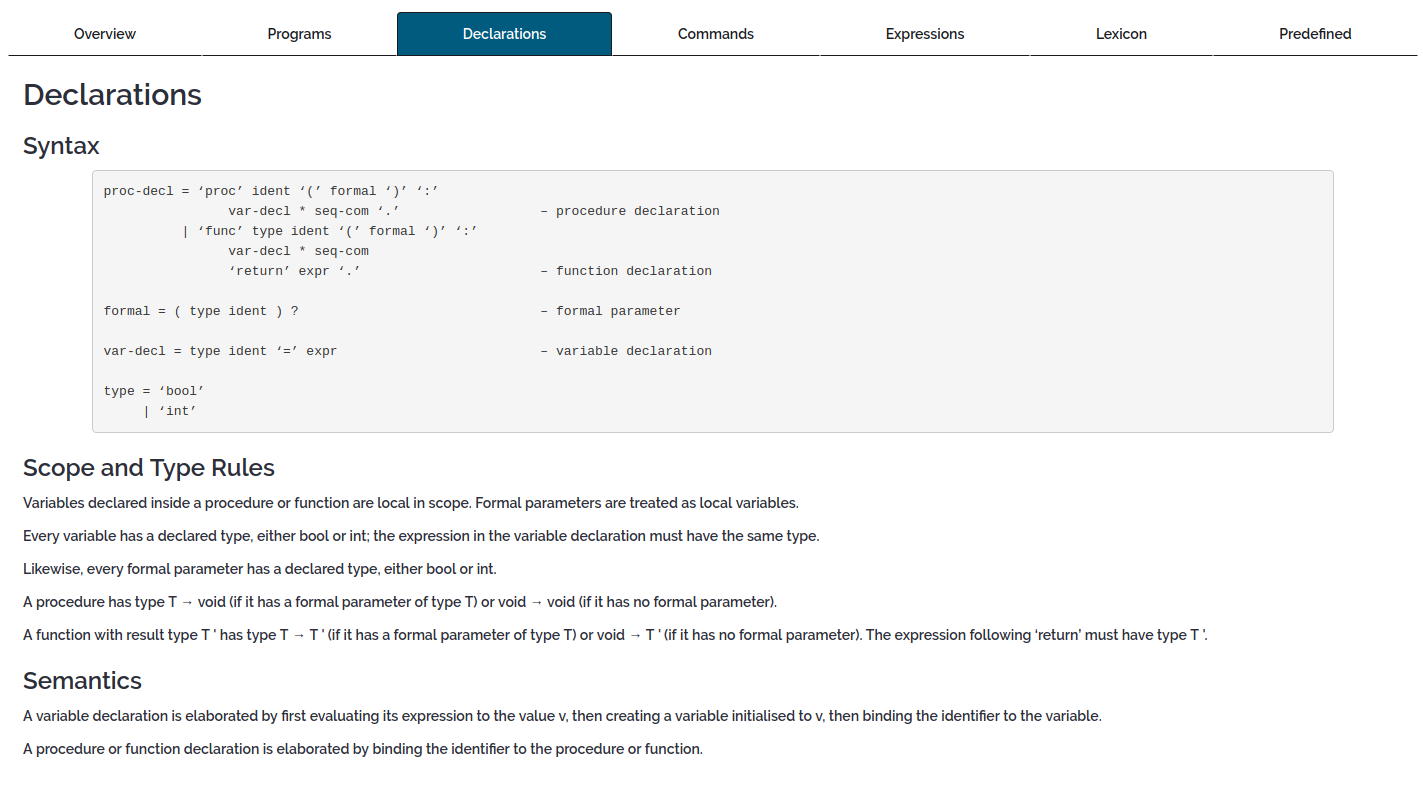 Overview Programs Declarations Commands Expressions Lexicon Predefined
Declarations
Syntax
proc-decl = ‘proc’ ident ‘(’ formal ‘)’ ‘:’
var-decl * seq-com ‘.’ – procedure declaration
| ‘func’ type ident ‘(’ formal ‘)’ ‘:’
var-decl * seq-com
‘return’ expr ‘.’ – function declaration
formal = ( type ident ) ? – formal parameter
var-decl = type ident ‘=’ expr – variable declaration
type = ‘bool’
| ‘int’
Scope and Type Rules
Variables declared inside a procedure or function are local in scope. Formal parameters are treated as local variables.
Every variable has a declared type, either bool or int; the expression in the variable declaration must have the same type.
Likewise, every formal parameter has a declared type, either bool or int.
A procedure has type T → void (if it has a formal parameter of type T) or void → void (if it has no formal parameter).
A function with result type T ' has type T → T ' (if it has a formal parameter of type T) or void → T ' (if it has no formal parameter). The expression following ‘return’ must have type T '.
Semantics
A variable declaration is elaborated by first evaluating its expression to the value v, then creating a variable initialised to v, then binding the identifier to the variable.
A procedure or function declaration is elaborated by binding the identifier to the procedure or function.